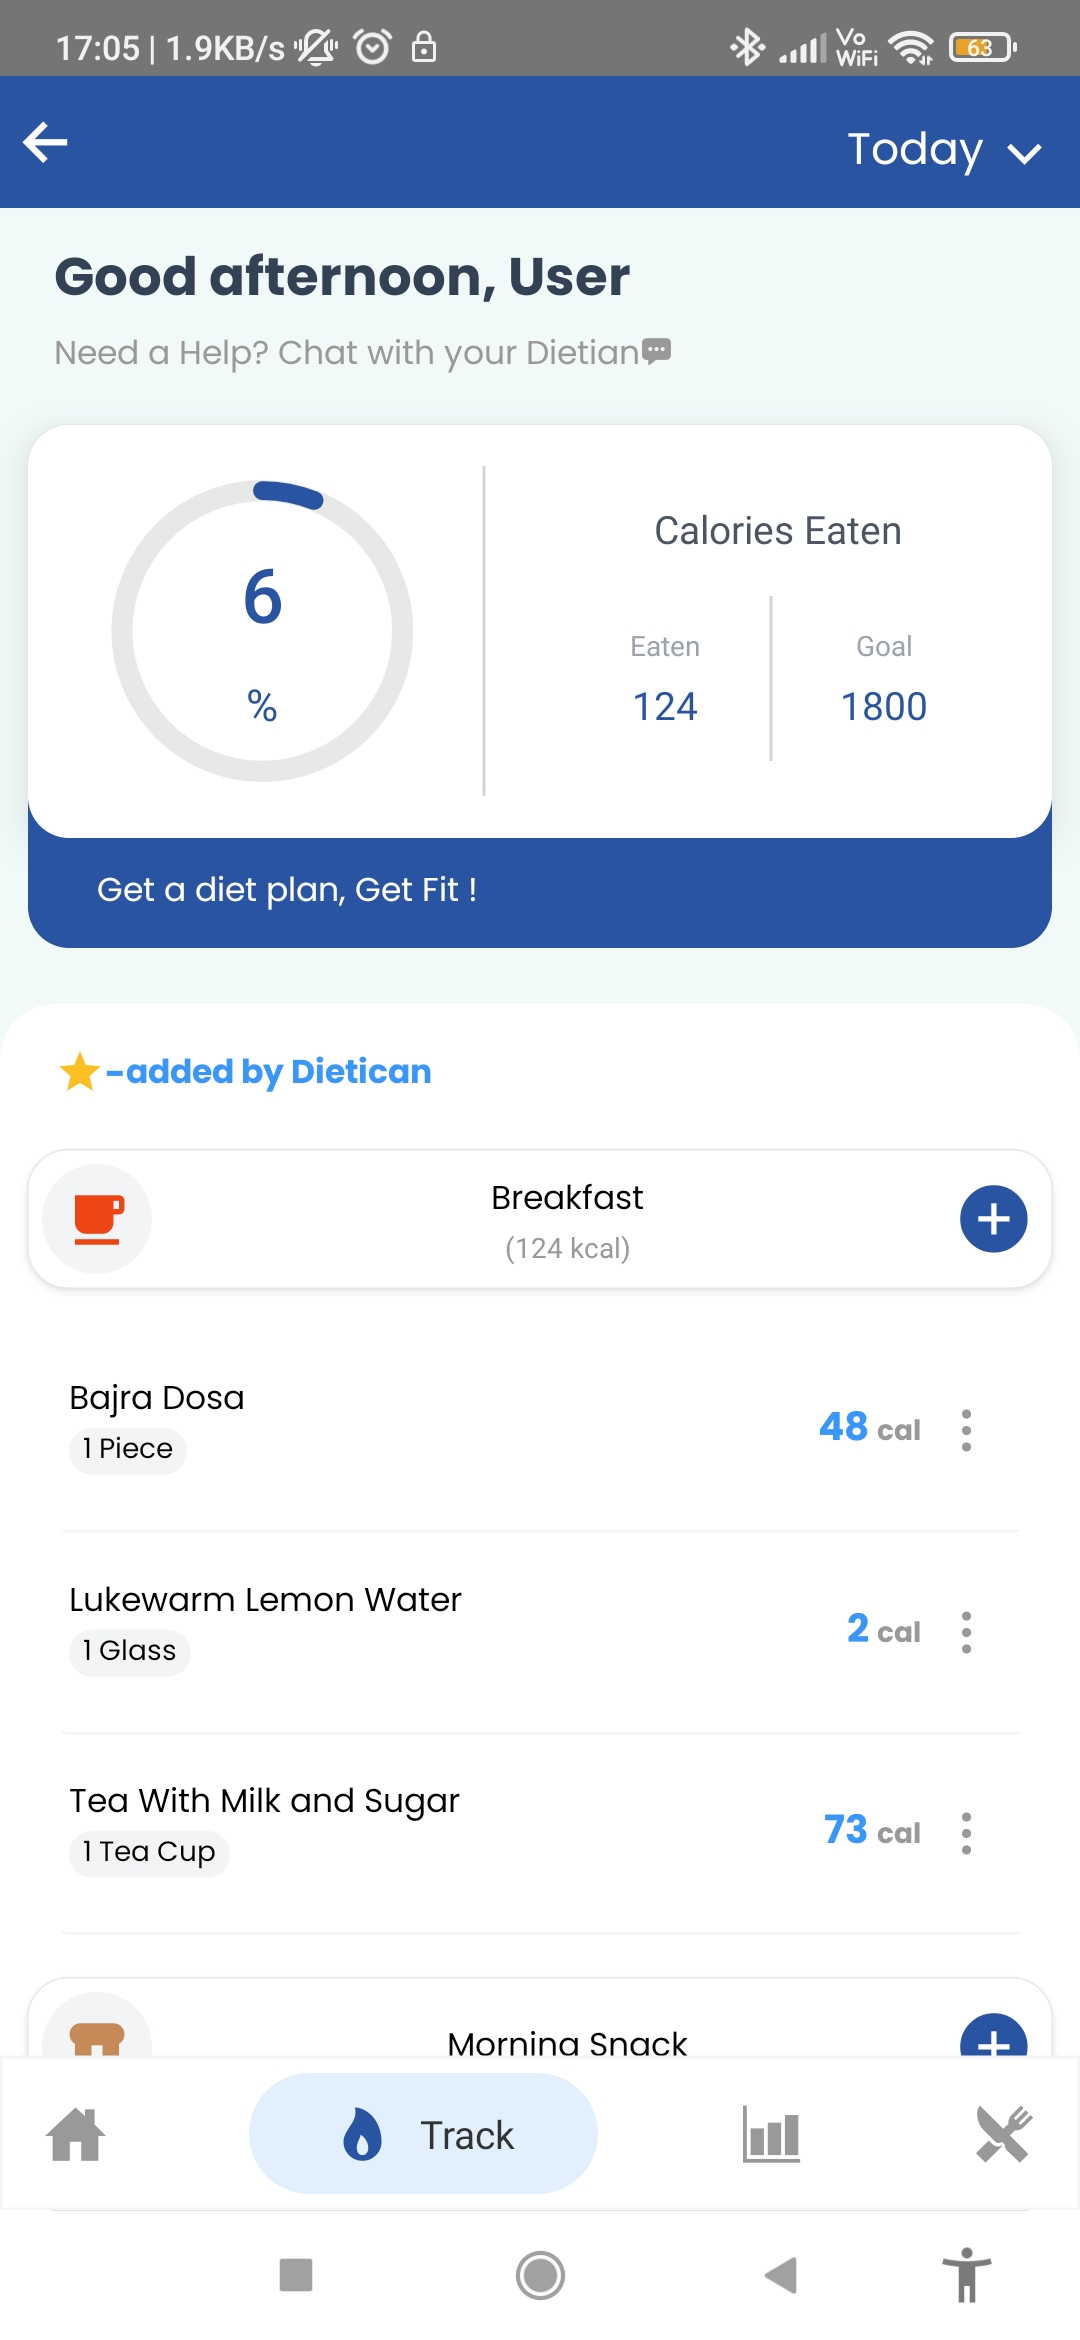 17:05 | 1.9KB/s
Vo
WiFi
63
Today
Good afternoon, User
Need a Help? Chat with your Dietian
6
%
Calories Eaten
Eaten
124
Goal
1800
Get a diet plan, Get Fit !
-added by Dietican
Breakfast
(124 kcal)
Bajra Dosa
1 Piece
48 cal
Lukewarm Lemon Water
1 Glass
2 cal
Tea With Milk and Sugar
1 Tea Cup
73 cal
Morning Snack
Track